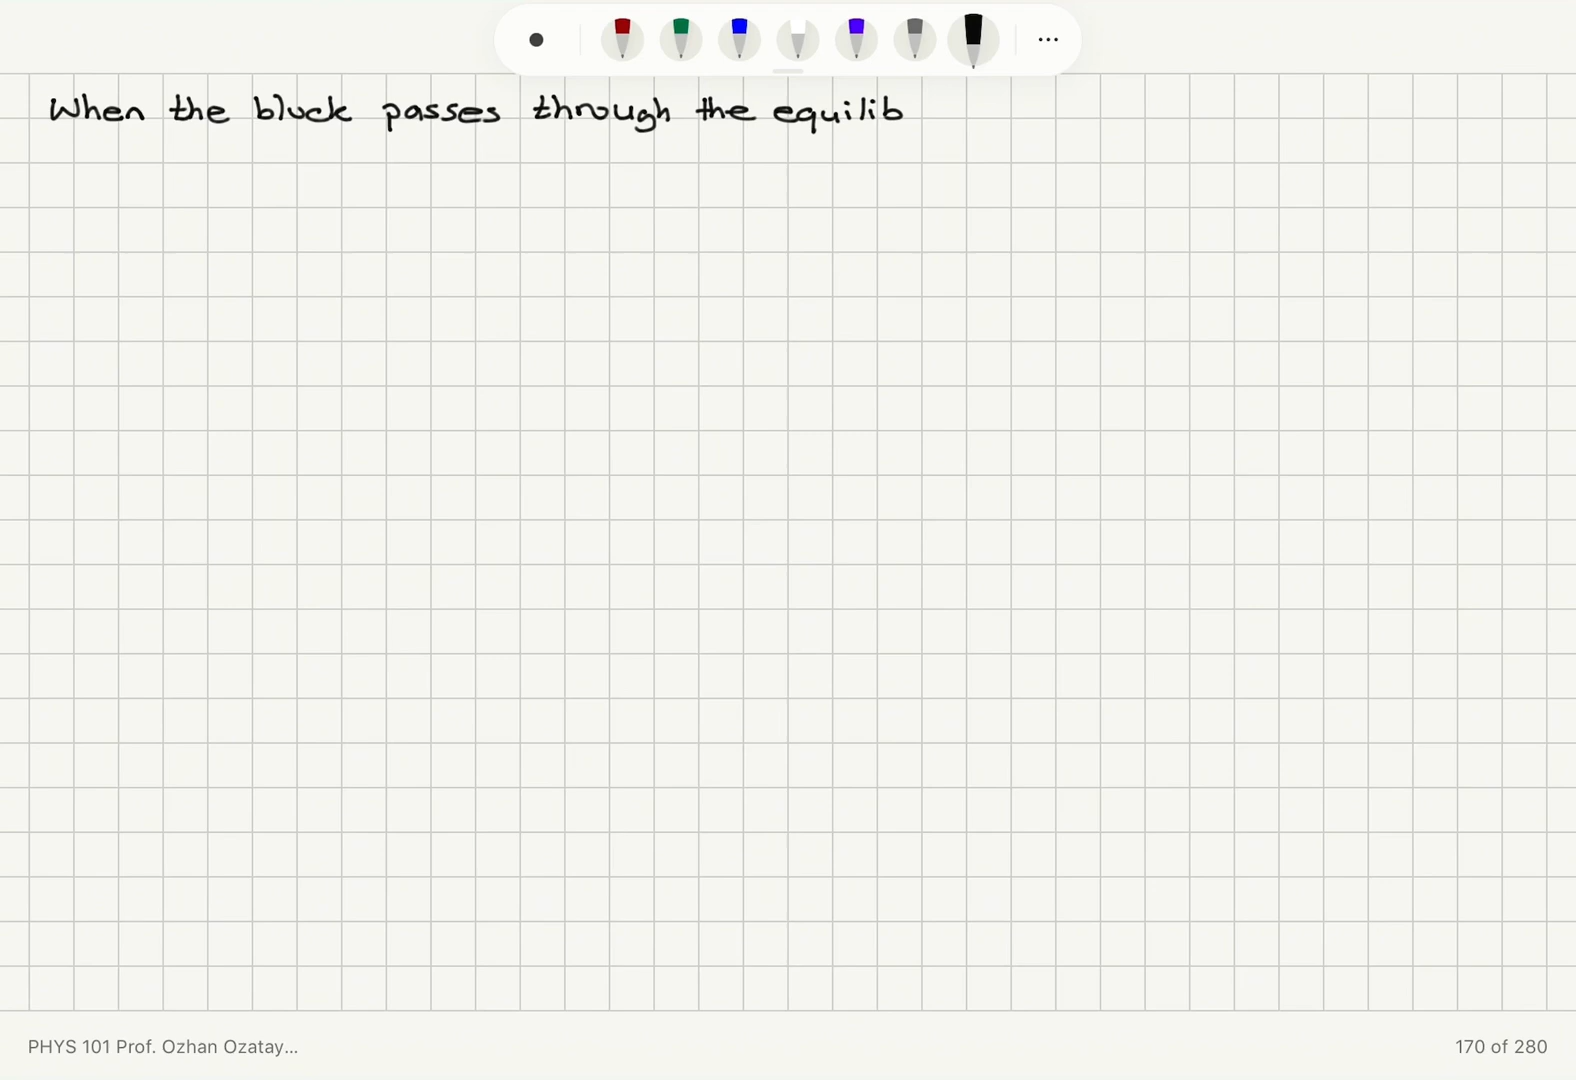 When the block passes through the equilib
PHYS 101 Prof. Ozhan Ozatay...
170 of 280